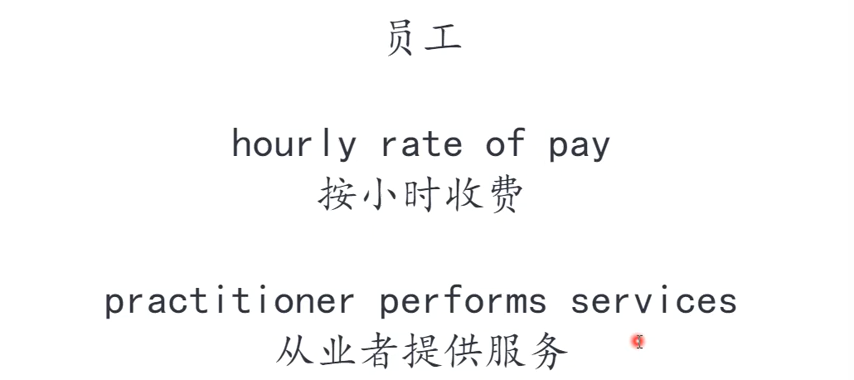 员工
hourly rate of pay
按小时收费
practitioner performs services
从业者提供服务